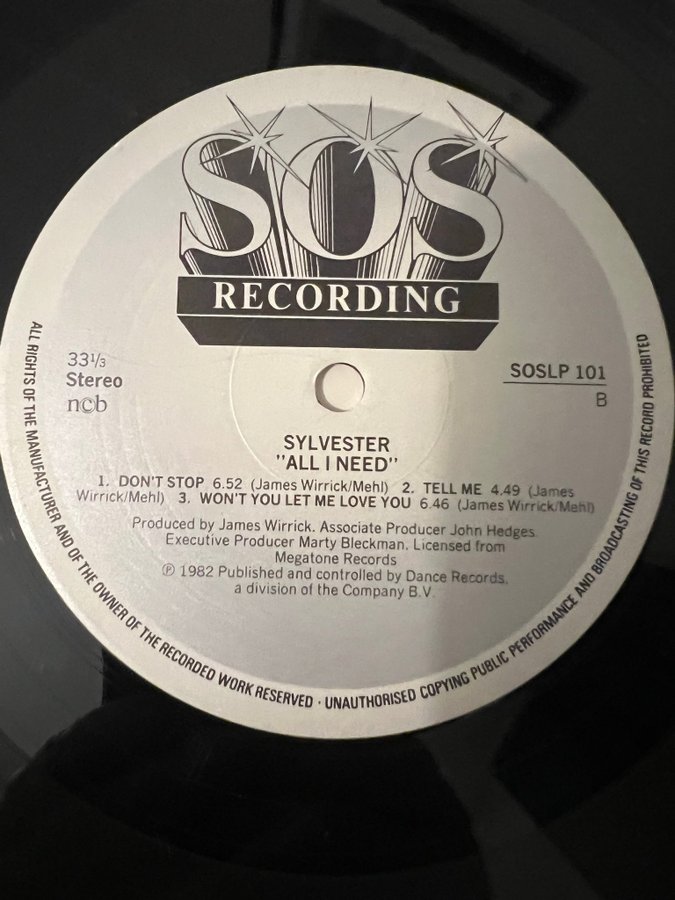 SOS
RECORDING
33 1/3
Stereo
ncb
SOSLP 101
B
SYLVESTER
"ALL I NEED"
1. DON'T STOP 6.52 (James Wirrick/Mehl) 2. TELL ME 4.49 (James
Wirrick/Mehl) 3. WON'T YOU LET ME LOVE YOU 6.46 (James Wirrick/Mehl)
Produced by James Wirrick. Associate Producer John Hedges.
Executive Producer Marty Bleckman. Licensed from
Megatone Records
℗ 1982 Published and controlled by Dance Records,
a division of the Company B.V.
ALL RIGHTS OF THE MANUFACTURER AND OF THE OWNER OF THE RECORDED WORK RESERVED · UNAUTHORISED COPYING PUBLIC PERFORMANCE AND BROADCASTING OF THIS RECORD PROHIBITED